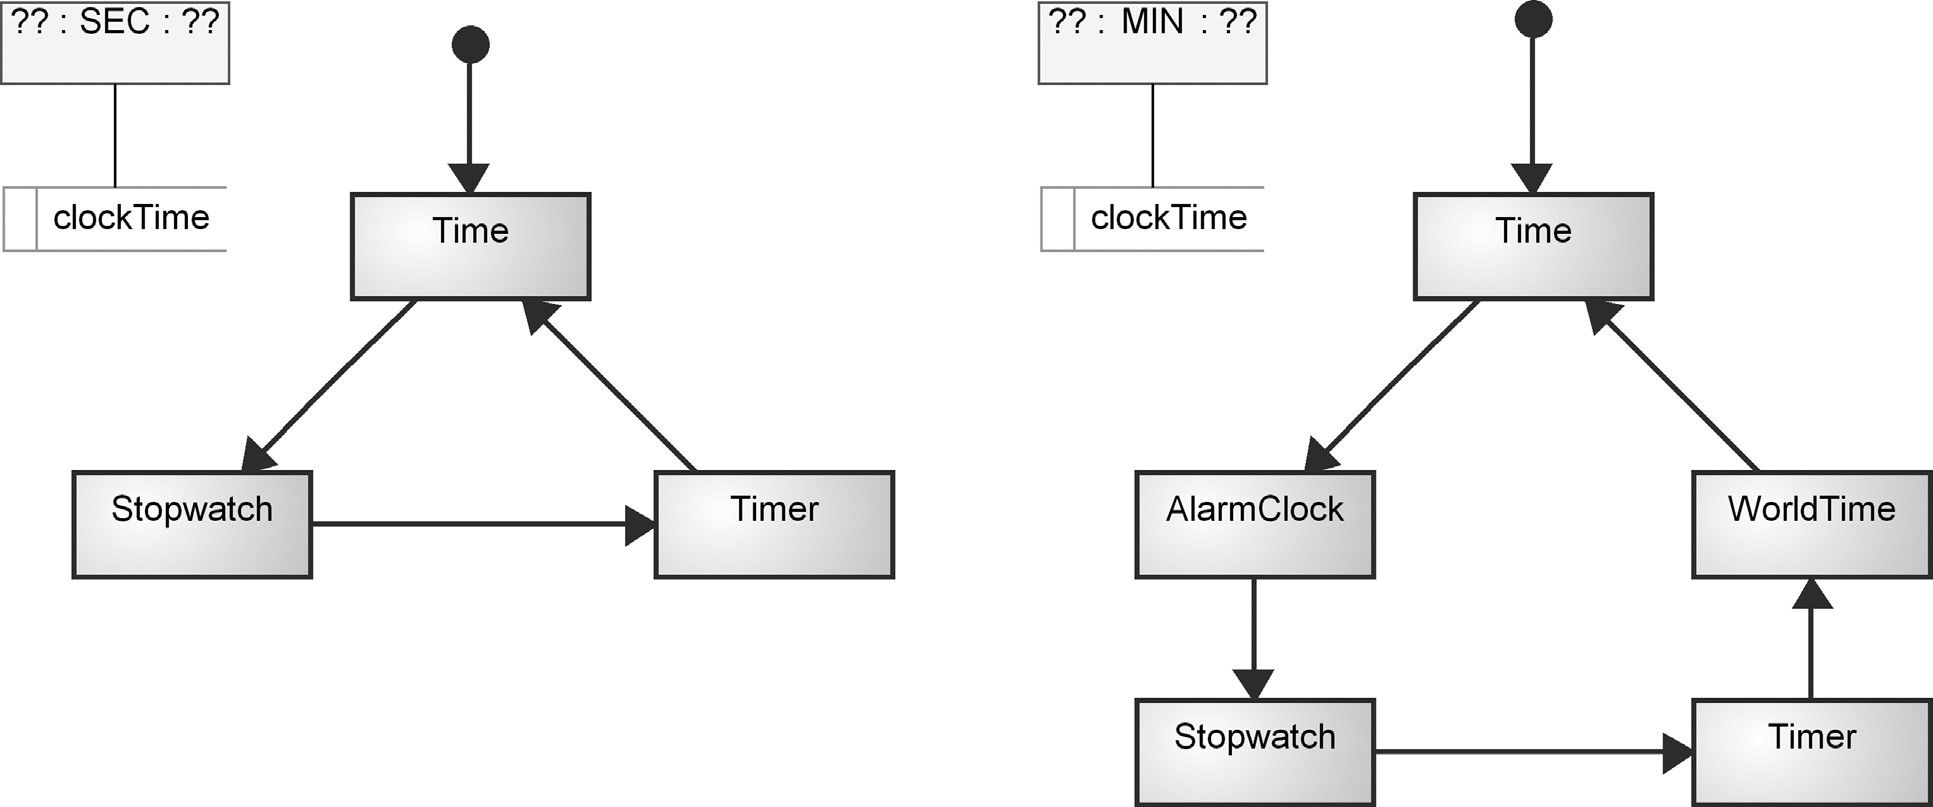 ?? : SEC : ??
clockTime
Time
Stopwatch
Timer
?? : MIN : ??
clockTime
Time
AlarmClock
WorldTime
Stopwatch
Timer